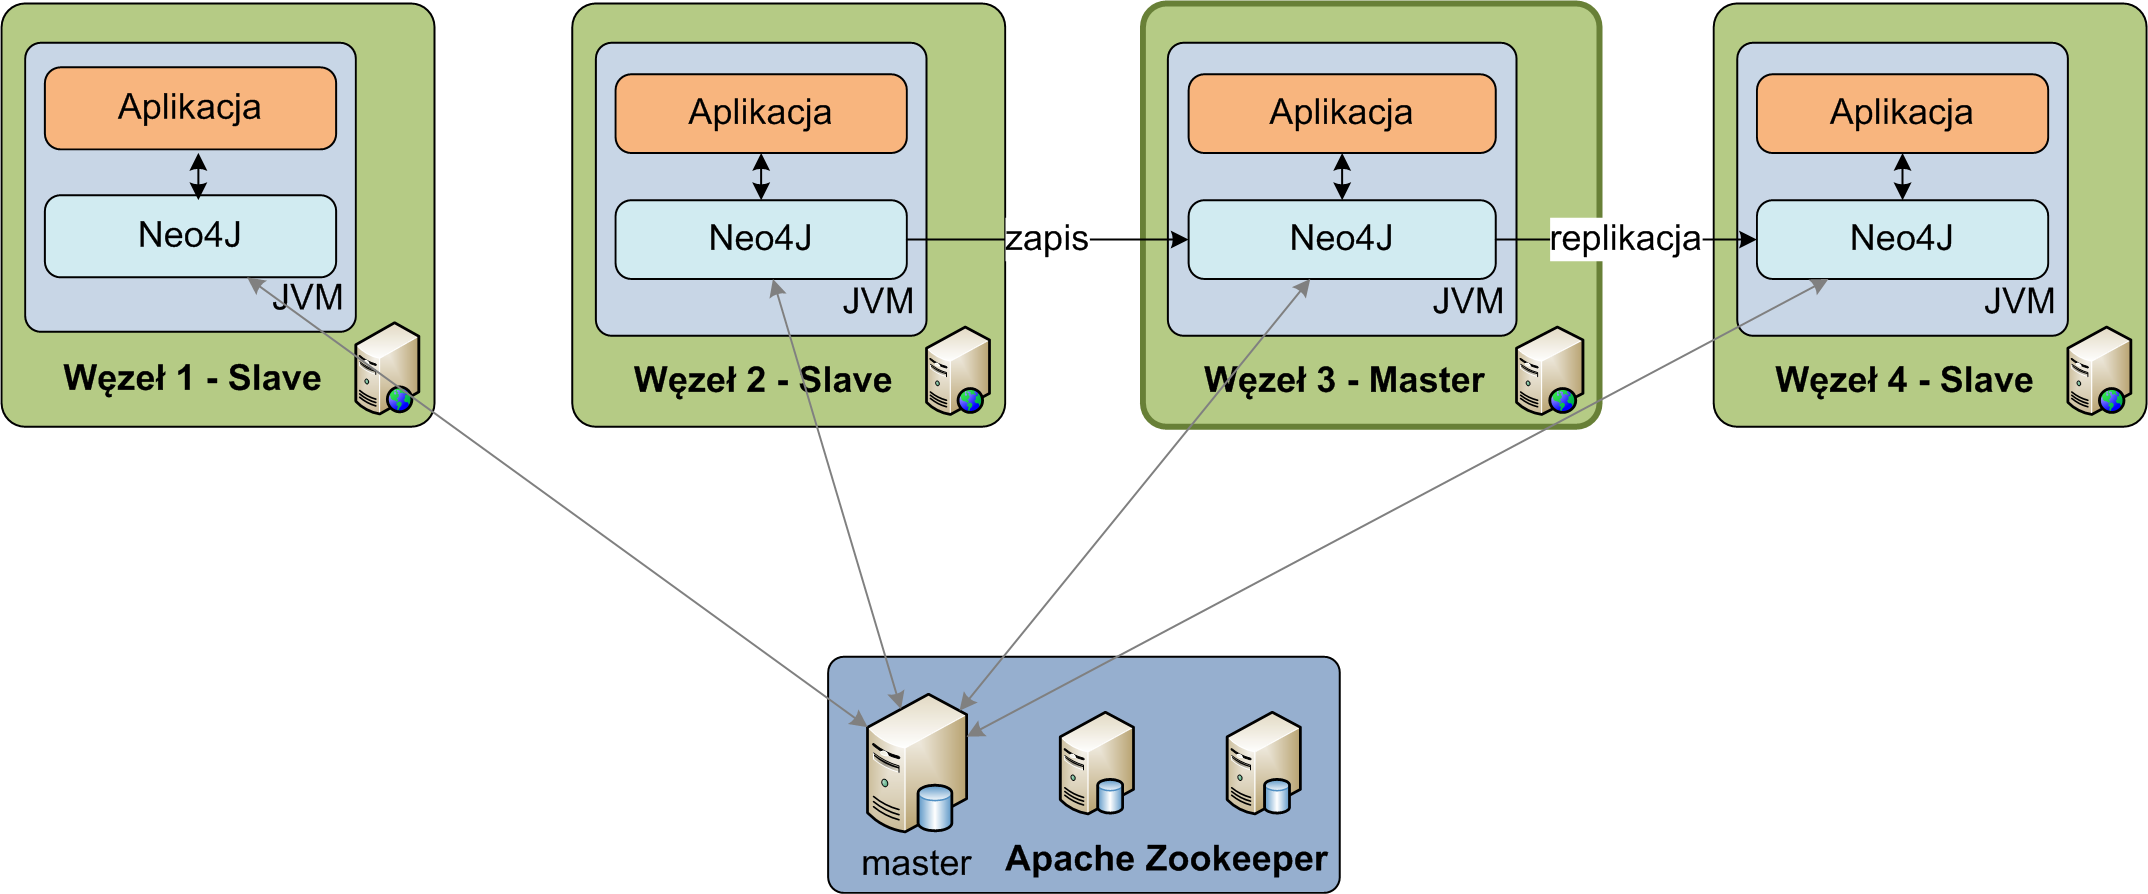 Aplikacja
Neo4J
JVM
Węzeł 1 - Slave
Aplikacja
Neo4J
JVM
Węzeł 2 - Slave
zapis
Aplikacja
Neo4J
JVM
Węzeł 3 - Master
replikacja
Aplikacja
Neo4J
JVM
Węzeł 4 - Slave
master
Apache Zookeeper